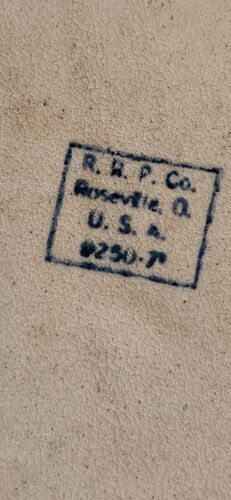 R. R. P. Co.
Roseville, O.
U. S. A.